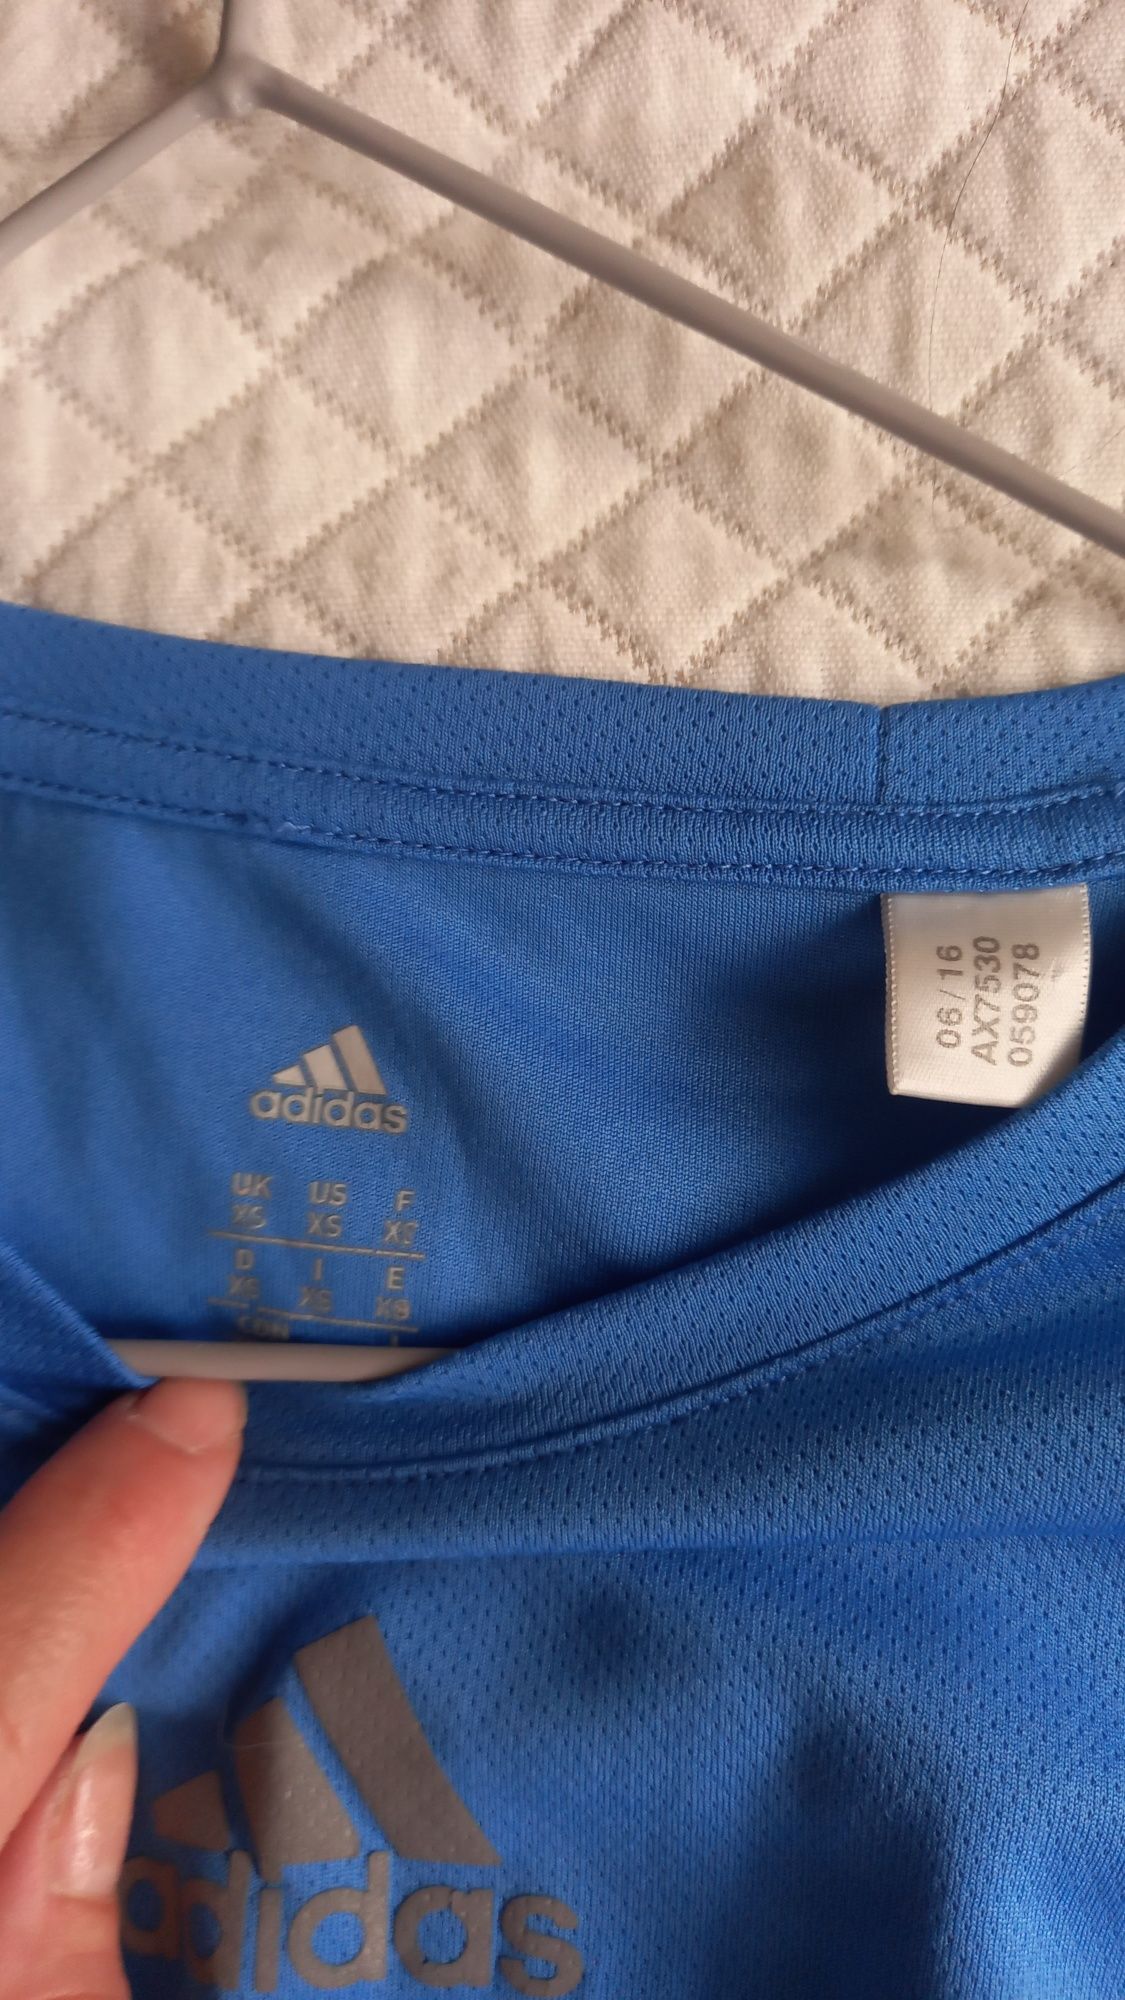 06/16
AX7530
059078
adidas
UK US F
XS XS XS
D I E
XS XS XS
adidas